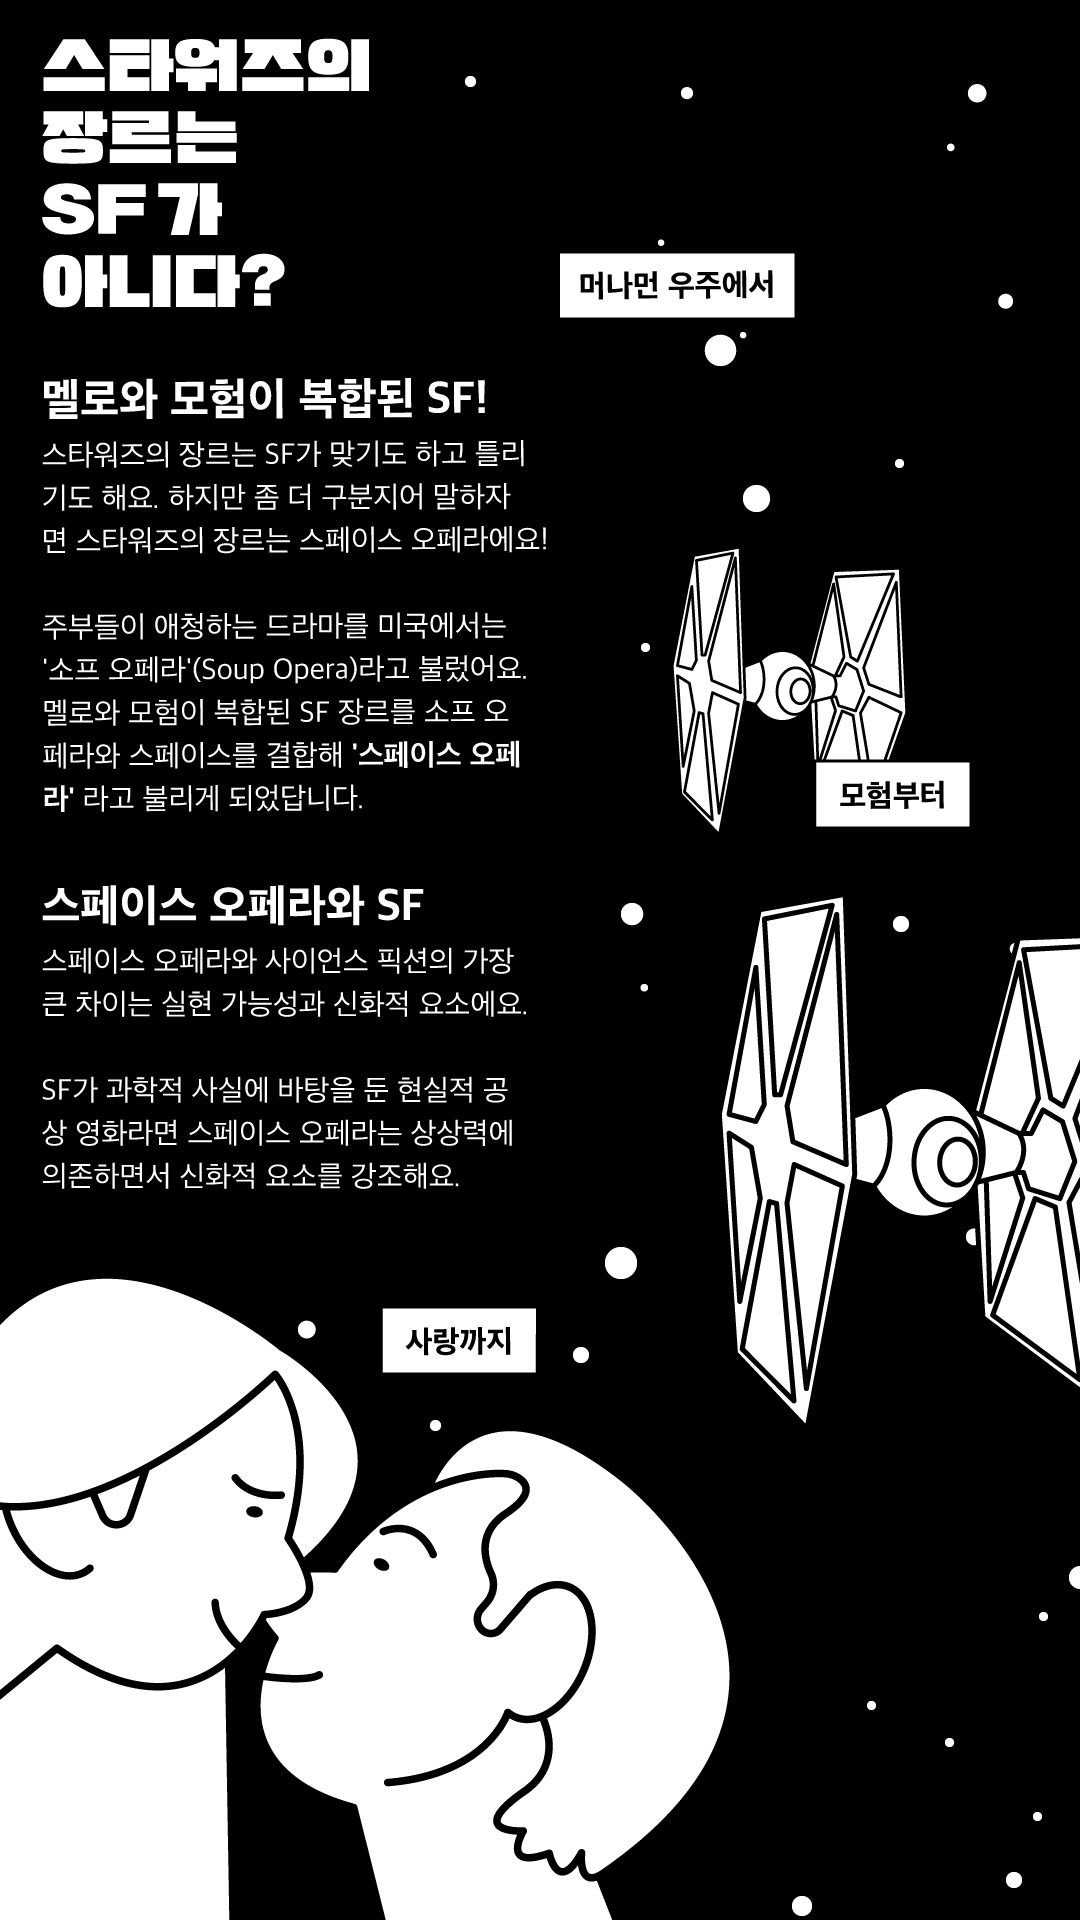 스타워즈의
장르는
SF가
아니다?
머나먼 우주에서
멜로와 모험이 복합된 SF!
스타워즈의 장르는 SF가 맞기도 하고 틀리
기도 해요. 하지만 좀 더 구분지어 말하자
면 스타워즈의 장르는 스페이스 오페라에요!
주부들이 애청하는 드라마를 미국에서는
'소프 오페라'(Soup Opera)라고 불렀어요.
멜로와 모험이 복합된 SF 장르를 소프 오
페라와 스페이스를 결합해 '스페이스 오페
라' 라고 불리게 되었답니다.
모험부터
스페이스 오페라와 SF
스페이스 오페라와 사이언스 픽션의 가장
큰 차이는 실현 가능성과 신화적 요소에요.
SF가 과학적 사실에 바탕을 둔 현실적 공
상 영화라면 스페이스 오페라는 상상력에
의존하면서 신화적 요소를 강조해요.
사랑까지